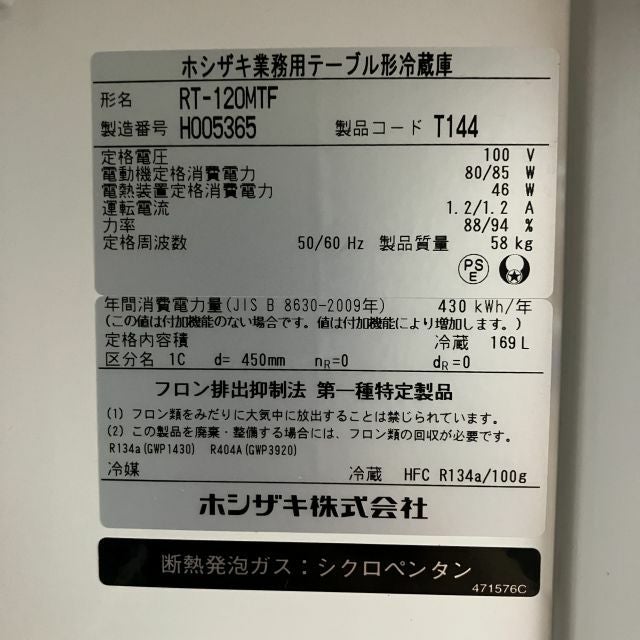 ホシザキ業務用テーブル形冷蔵庫
形名 RT-120MTF
製造番号 H005365 製品コード T144
定格電圧 100 V
電動機定格消費電力 80/85 W
電熱装置定格消費電力 46 W
運転電流 1.2/1.2 A
力率 88/94 %
定格周波数 50/60 Hz 製品質量 58 kg
PS E
年間消費電力量(JIS B 8630-2009年) 430 kWh/年
(この値は付加機能のない場合です。値は付加機能により増加します。)
定格内容積 冷蔵 169 L
区分名 1C d= 450mm nR=0 dR=0
フロン排出抑制法 第一種特定製品
(1) フロン類をみだりに大気中に放出することは禁じられています。
(2) この製品を廃棄・整備する場合には、フロン類の回収が必要です。
R134a(GWP1430) R404A(GWP3920)
冷媒 冷蔵 HFC R134a/100g
ホシザキ株式会社
断熱発泡ガス:シクロペンタン
471576C